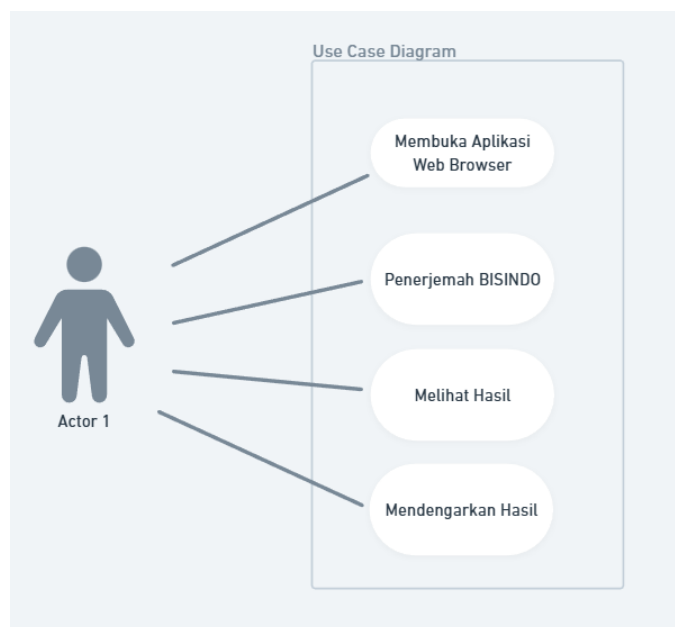 Use Case Diagram
Membuka Aplikasi
Web Browser
Penerjemah BISINDO
Melihat Hasil
Actor 1
Mendengarkan Hasil